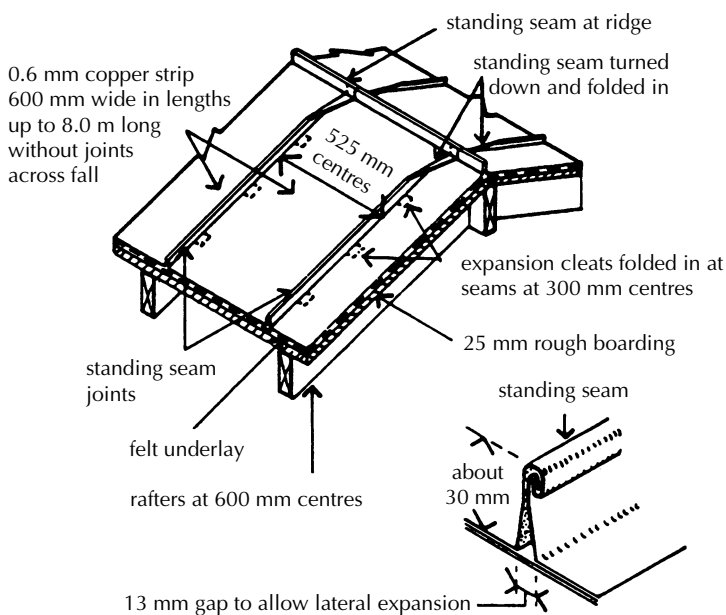 standing seam at ridge
standing seam turned
down and folded in
0.6 mm copper strip
600 mm wide in lengths
up to 8.0 m long
without joints
across fall
525 mm
centres
expansion cleats folded in at
seams at 300 mm centres
25 mm rough boarding
standing seam
joints
felt underlay
rafters at 600 mm centres
standing seam
about
30 mm
13 mm gap to allow lateral expansion